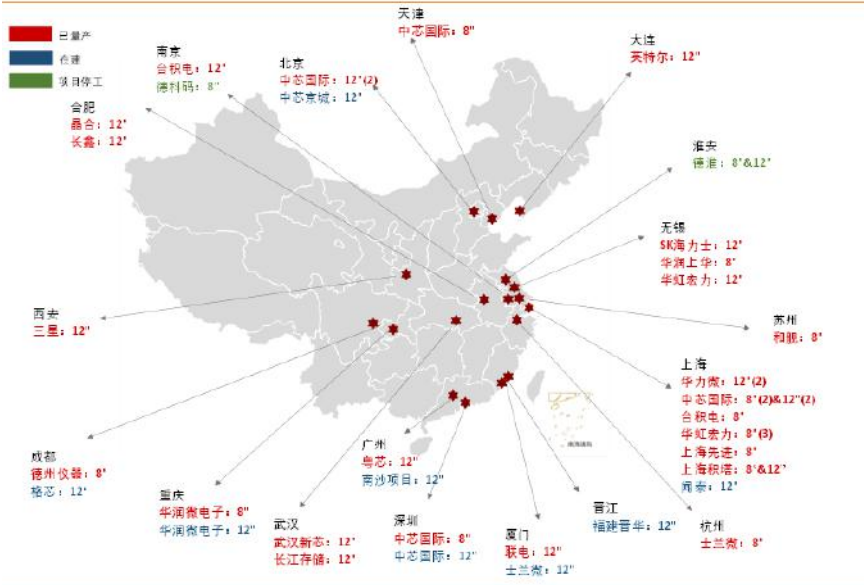 已量产
在建
项目停工
天津
中芯国际：8"
大连
英特尔：12"
南京
台积电：12"
德科码：8"
北京
中芯国际：12"(2)
中芯京城：12"
合肥
晶合：12"
长鑫：12"
淮安
德淮：8"&12"
无锡
SK海力士：12"
华润上华：8"
华虹宏力：12"
西安
三星：12"
苏州
和舰：8"
上海
华力微：12"(2)
中芯国际：8"(2)&12"(2)
台积电：8"
华虹宏力：8"(3)
上海先进：8"
上海积塔：8"&12"
闻泰：12"
成都
德州仪器：8"
格芯：12"
重庆
华润微电子：8"
华润微电子：12"
武汉
武汉新芯：12"
长江存储：12"
广州
粤芯：12"
南沙项目：12"
深圳
中芯国际：8"
中芯国际：12"
厦门
联电：12"
士兰微：12"
晋江
福建晋华：12"
杭州
士兰微：8"
南海诸岛